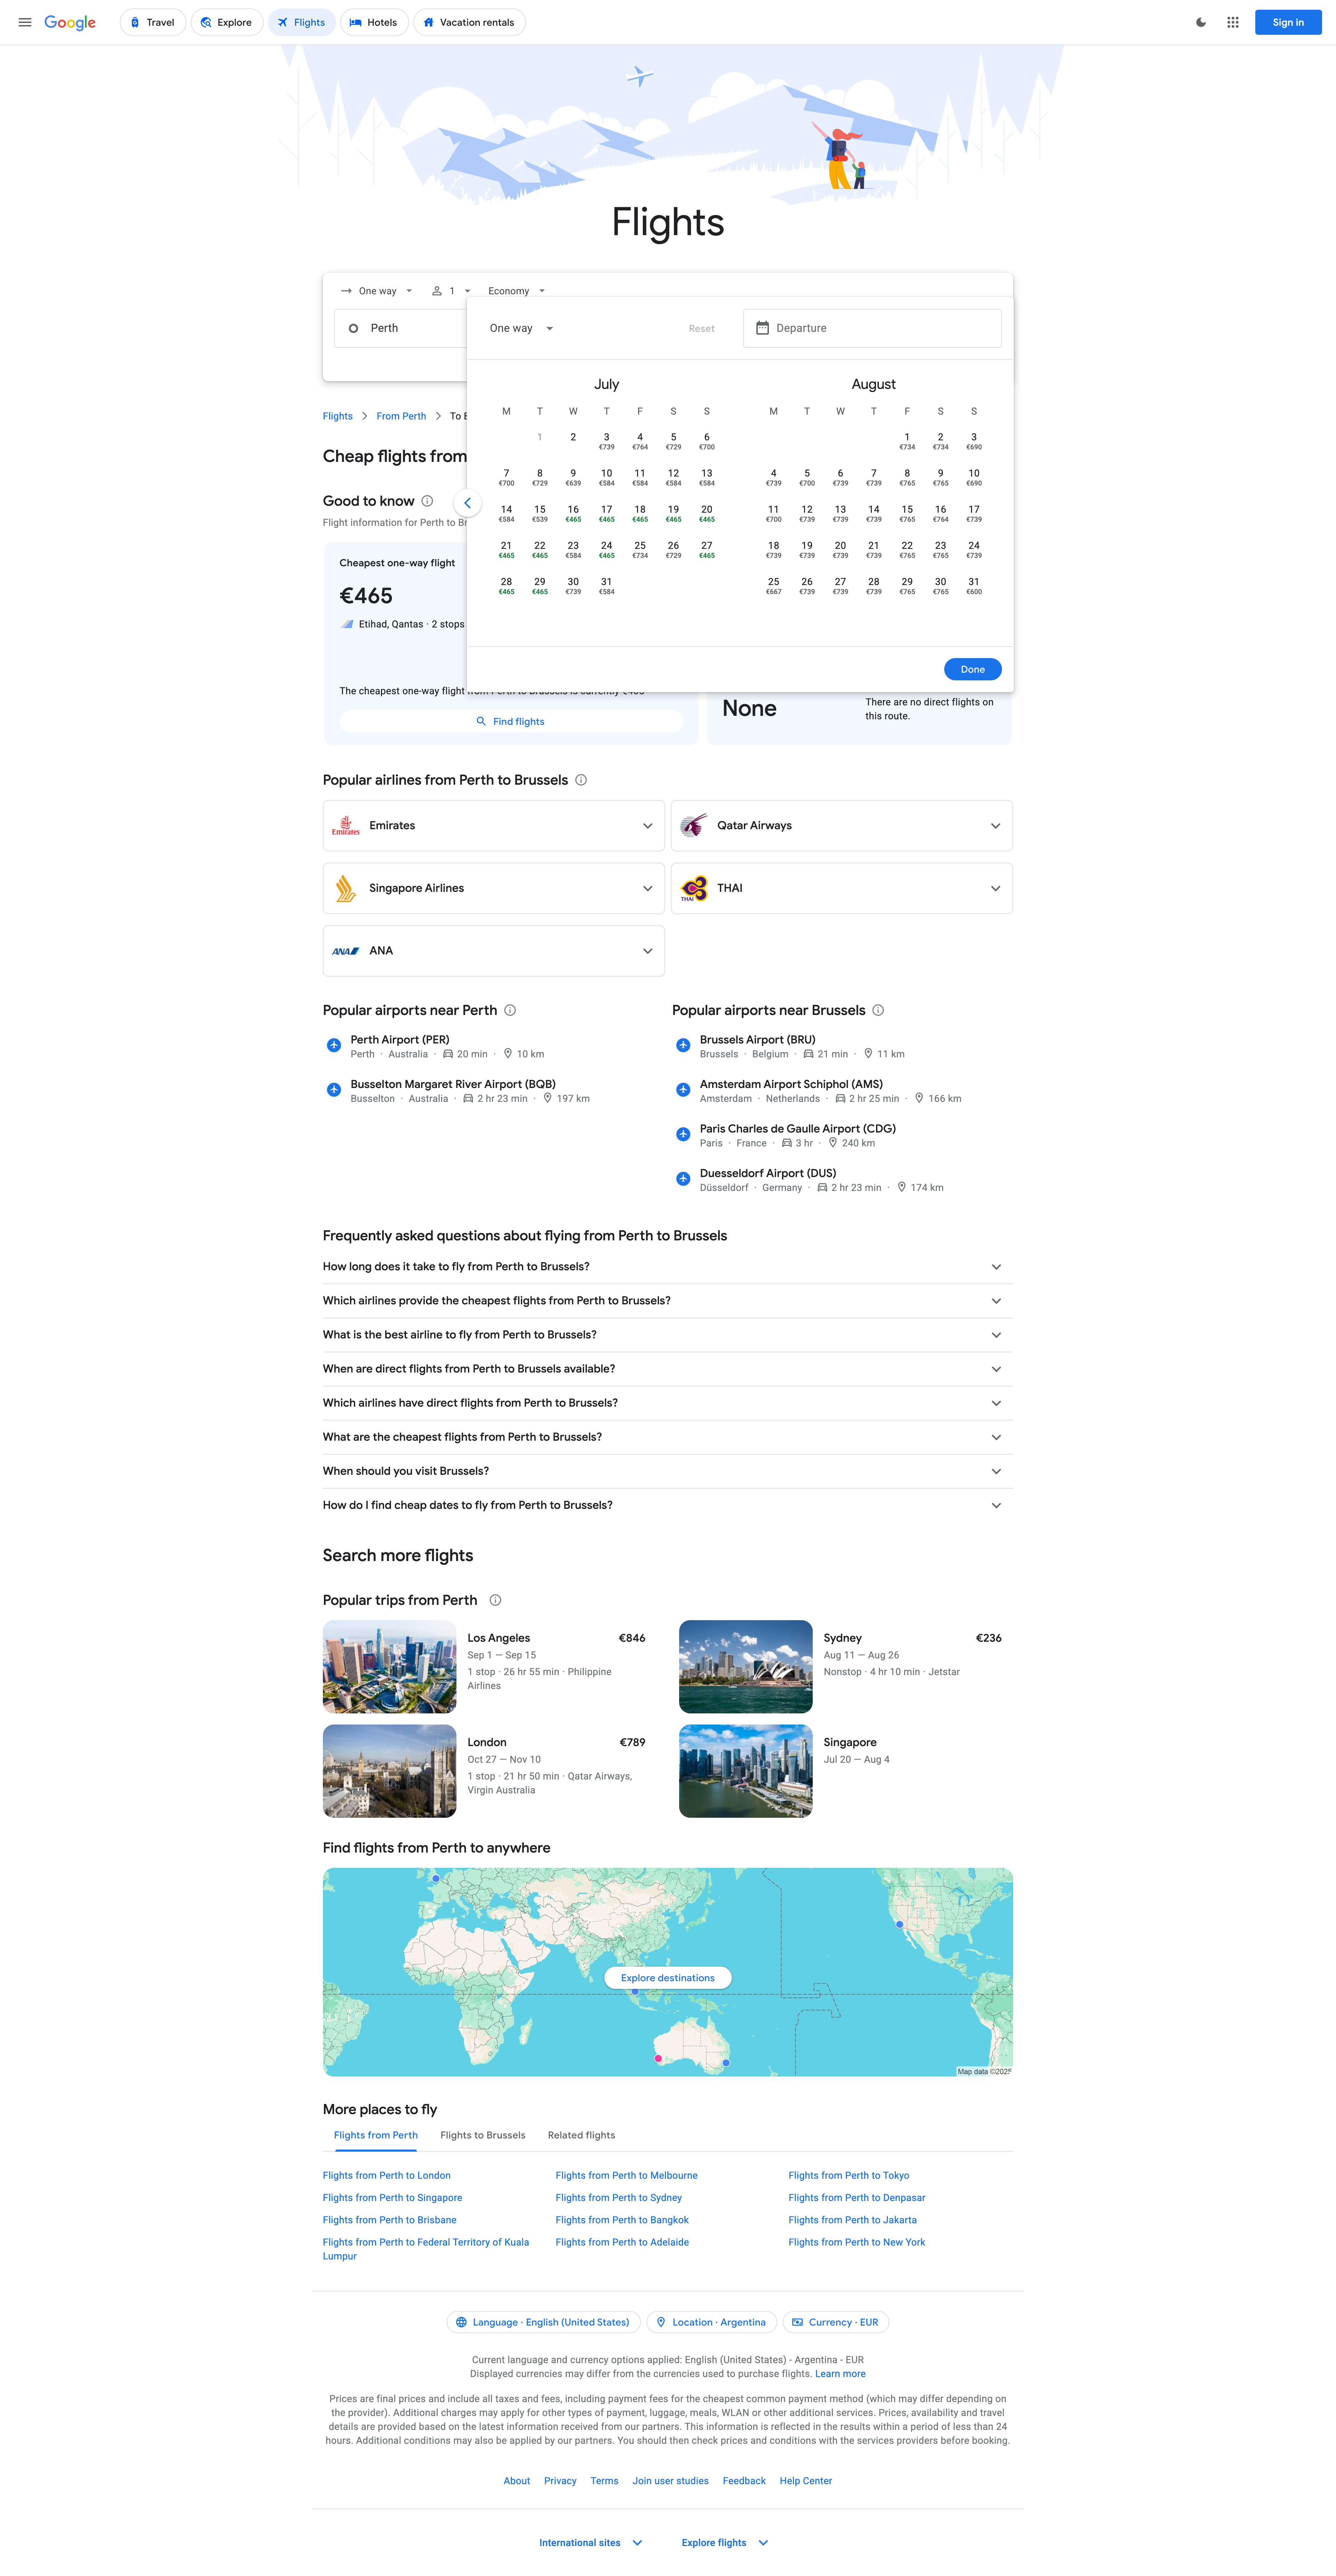 Google
Travel
Explore
Flights
Hotels
Vacation rentals
Sign in
Flights
One way
1
Economy
Perth
One way
Reset
Departure
July
M T W T F S S
1 2 3 4 5 6
€739 €764 €729 €700
7 8 9 10 11 12 13
€700 €729 €639 €584 €584 €584 €584
14 15 16 17 18 19 20
€584 €539 €465 €465 €465 €465 €465
21 22 23 24 25 26 27
€465 €465 €584 €465 €734 €729 €465
28 29 30 31
€465 €465 €739 €584
August
M T W T F S S
1 2 3
€734 €734 €690
4 5 6 7 8 9 10
€739 €700 €739 €739 €765 €765 €690
11 12 13 14 15 16 17
€700 €739 €739 €739 €765 €764 €739
18 19 20 21 22 23 24
€739 €739 €739 €739 €765 €765 €739
25 26 27 28 29 30 31
€667 €739 €739 €739 €765 €765 €600
Done
Flights
From Perth
To
Cheap flights from
Good to know
Flight information for Perth to
Cheapest one-way flight
€465
Etihad, Qantas · 2 stops
The cheapest one-way flight from Perth to Brussels is currently €465
Find flights
None
There are no direct flights on
this route.
Popular airlines from Perth to Brussels
Emirates
Emirates
Qatar Airways
Singapore Airlines
THAI
THAI
ANA
ANA
Popular airports near Perth
Perth Airport (PER)
Perth · Australia · 20 min · 10 km
Busselton Margaret River Airport (BQB)
Busselton · Australia · 2 hr 23 min · 197 km
Popular airports near Brussels
Brussels Airport (BRU)
Brussels · Belgium · 21 min · 11 km
Amsterdam Airport Schiphol (AMS)
Amsterdam · Netherlands · 2 hr 25 min · 166 km
Paris Charles de Gaulle Airport (CDG)
Paris · France · 3 hr · 240 km
Duesseldorf Airport (DUS)
Düsseldorf · Germany · 2 hr 23 min · 174 km
Frequently asked questions about flying from Perth to Brussels
How long does it take to fly from Perth to Brussels?
Which airlines provide the cheapest flights from Perth to Brussels?
What is the best airline to fly from Perth to Brussels?
When are direct flights from Perth to Brussels available?
Which airlines have direct flights from Perth to Brussels?
What are the cheapest flights from Perth to Brussels?
When should you visit Brussels?
How do I find cheap dates to fly from Perth to Brussels?
Search more flights
Popular trips from Perth
Los Angeles €846
Sep 1 — Sep 15
1 stop · 26 hr 55 min · Philippine
Airlines
Sydney €236
Aug 11 — Aug 26
Nonstop · 4 hr 10 min · Jetstar
London €789
Oct 27 — Nov 10
1 stop · 21 hr 50 min · Qatar Airways,
Virgin Australia
Singapore
Jul 20 — Aug 4
Find flights from Perth to anywhere
Explore destinations
Map data ©2025
More places to fly
Flights from Perth
Flights to Brussels
Related flights
Flights from Perth to London
Flights from Perth to Melbourne
Flights from Perth to Tokyo
Flights from Perth to Singapore
Flights from Perth to Sydney
Flights from Perth to Denpasar
Flights from Perth to Brisbane
Flights from Perth to Bangkok
Flights from Perth to Jakarta
Flights from Perth to Federal Territory of Kuala
Lumpur
Flights from Perth to Adelaide
Flights from Perth to New York
Language · English (United States)
Location · Argentina
Currency · EUR
Current language and currency options applied: English (United States) - Argentina - EUR
Displayed currencies may differ from the currencies used to purchase flights. Learn more
Prices are final prices and include all taxes and fees, including payment fees for the cheapest common payment method (which may differ depending on
the provider). Additional charges may apply for other types of payment, luggage, meals, WLAN or other additional services. Prices, availability and travel
details are provided based on the latest information received from our partners. This information is reflected in the results within a period of less than 24
hours. Additional conditions may also be applied by our partners. You should then check prices and conditions with the services providers before booking.
About
Privacy
Terms
Join user studies
Feedback
Help Center
International sites
Explore flights